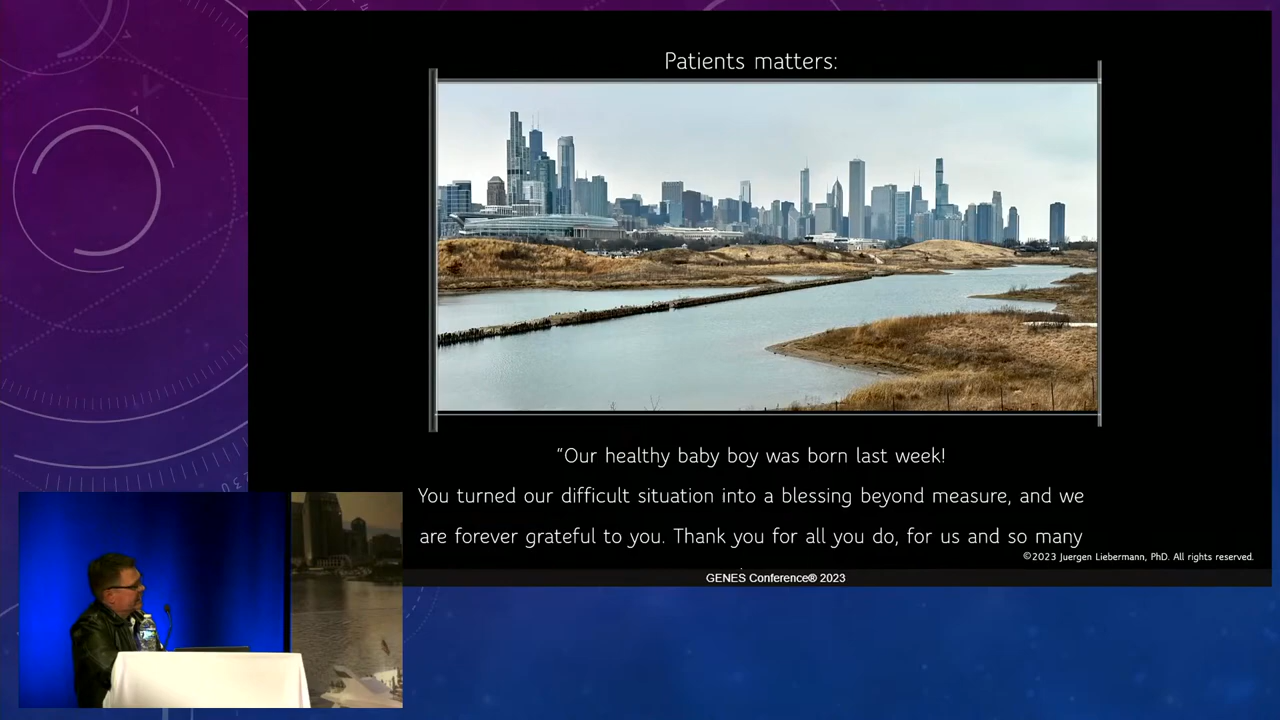 Patients matters:
“Our healthy baby boy was born last week!
You turned our difficult situation into a blessing beyond measure, and we
are forever grateful to you. Thank you for all you do, for us and so many
©2023 Juergen Liebermann, PhD. All rights reserved.
GENES Conference® 2023